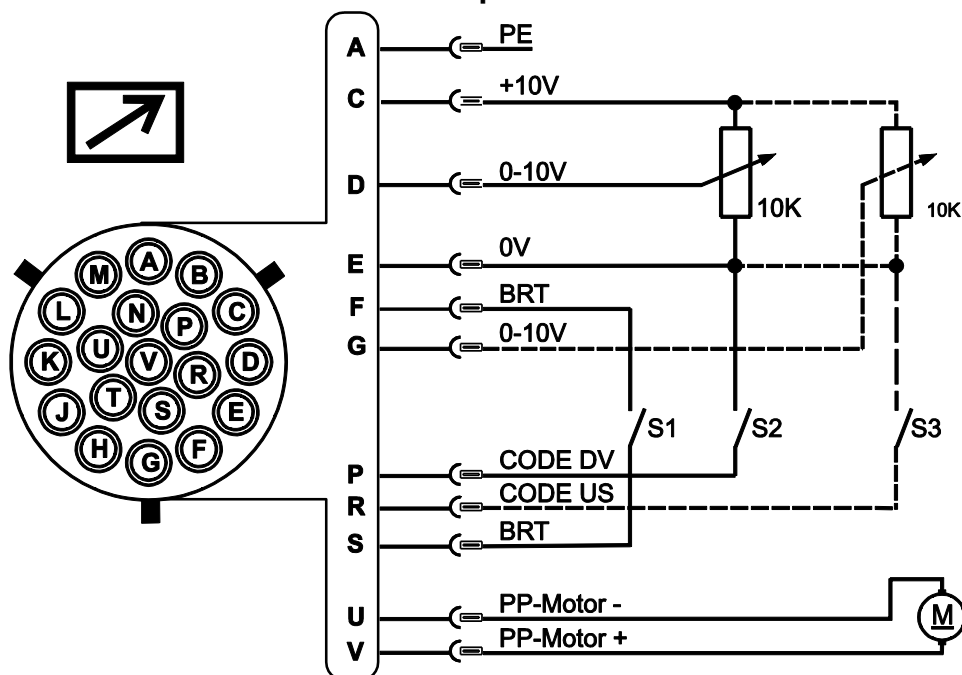 A PE
C +10V
D 0-10V
10K
10K
E 0V
F BRT
G 0-10V
S1
S2
S3
P CODE DV
R CODE US
S BRT
U PP-Motor -
V PP-Motor +
M
A
M B
L N P C
K U V R D
T S
J E
H G F